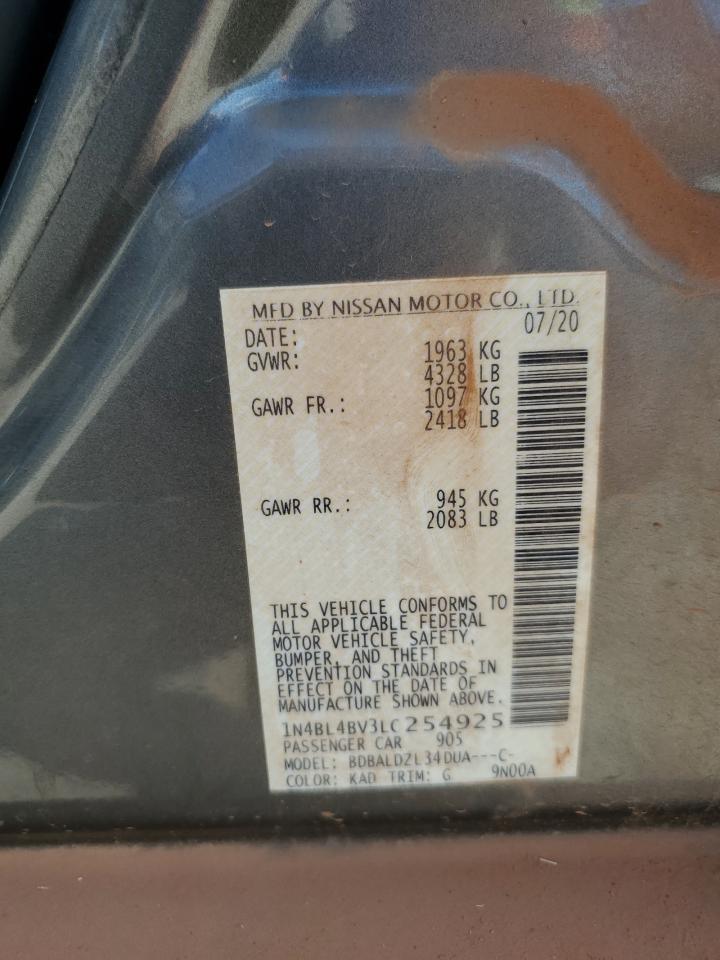 MFD BY NISSAN MOTOR CO., LTD.
DATE: 07/20
GVWR: 1963 KG
4328 LB
GAWR FR.: 1097 KG
2418 LB
GAWR RR.: 945 KG
2083 LB
THIS VEHICLE CONFORMS TO
ALL APPLICABLE FEDERAL
MOTOR VEHICLE SAFETY,
BUMPER, AND THEFT
PREVENTION STANDARDS IN
EFFECT ON THE DATE OF
MANUFACTURE SHOWN ABOVE.
1N4BL4BV3LC254925
PASSENGER CAR 905
MODEL: BDBALDZL34DUA---C-
COLOR: KAD TRIM: G 9N00A